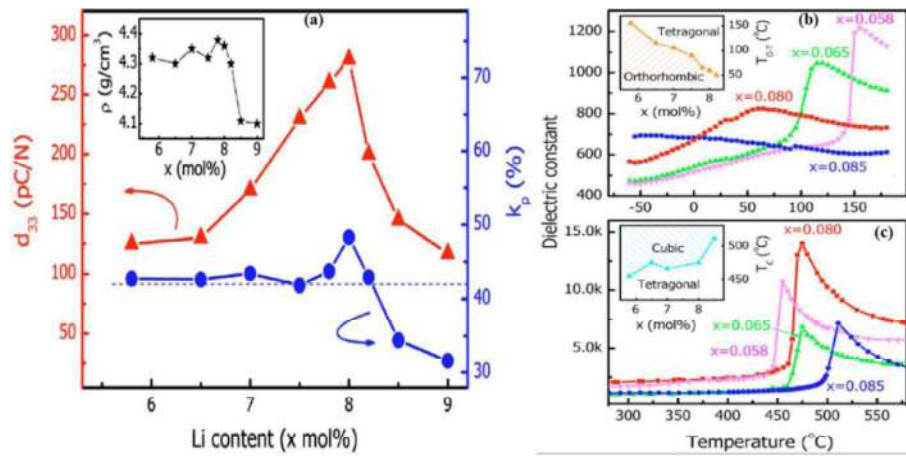 (a)
d33 (pC/N)
300
250
200
150
100
50
ρ (g/cm3)
4.4
4.3
4.2
4.1
6 7 8 9
x (mol%)
kp (%)
70
60
50
40
30
6 7 8 9
Li content (x mol%)
(b)
x=0.058
x=0.065
x=0.080
x=0.085
Dielectric constant
1200
1000
800
600
400
-50 0 50 100 150
Tetragonal
Orthorhombic
150
100
50
TO-T (°C)
6 7 8
x (mol%)
(c)
x=0.080
x=0.065
x=0.058
x=0.085
15.0k
10.0k
5.0k
Cubic
Tetragonal
500
450
TC (°C)
6 7 8
x (mol%)
300 350 400 450 500 550
Temperature (°C)